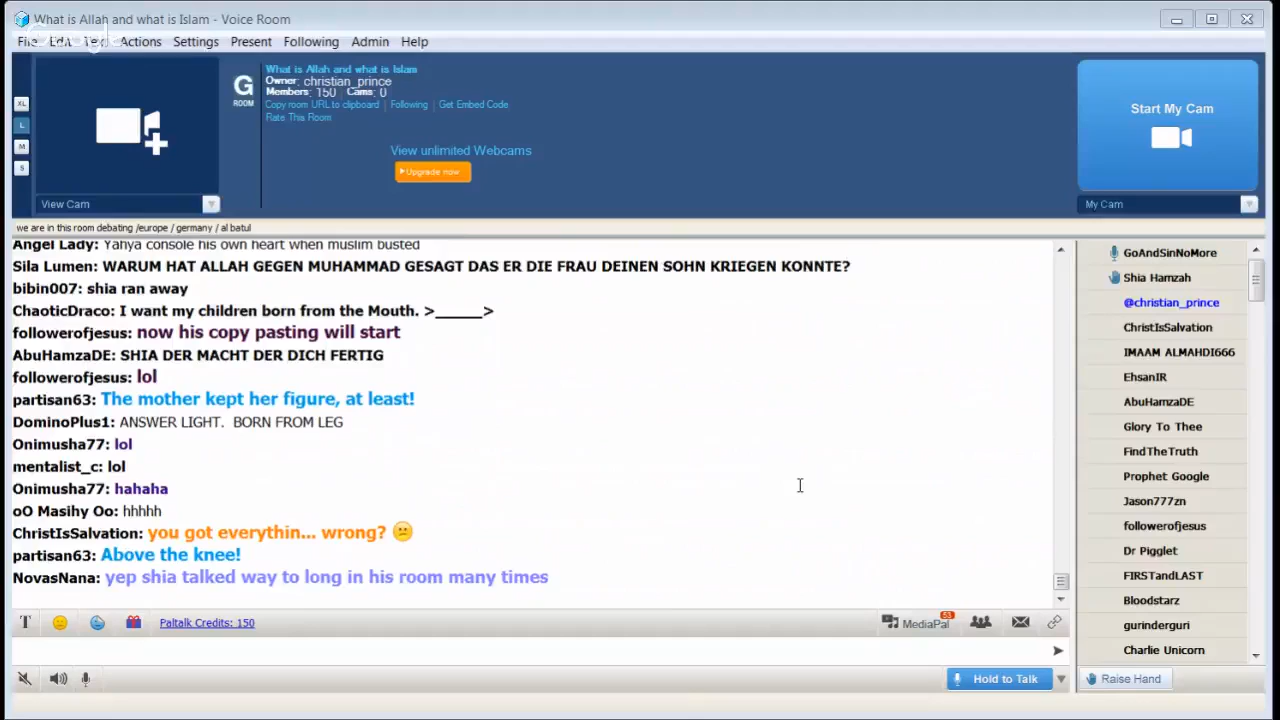 What is Allah and what is Islam - Voice Room
Google
File Edit Text Actions Settings Present Following Admin Help
What is Allah and what is Islam
G ROOM
Owner: christian_prince
Members: 150 Cams: 0
Copy room URL to clipboard | Following | Get Embed Code
Rate This Room
View unlimited Webcams
Upgrade now
XL
L
M
S
View Cam
Start My Cam
My Cam
we are in this room debating /europe / germany / al batul
Angel Lady: Yahya console his own heart when muslim busted
Sila Lumen: WARUM HAT ALLAH GEGEN MUHAMMAD GESAGT DAS ER DIE FRAU DEINEN SOHN KRIEGEN KONNTE?
bibin007: shia ran away
ChaoticDraco: I want my children born from the Mouth. >_____>
followerofjesus: now his copy pasting will start
AbuHamzaDE: SHIA DER MACHT DER DICH FERTIG
followerofjesus: lol
partisan63: The mother kept her figure, at least!
DominoPlus1: ANSWER LIGHT. BORN FROM LEG
Onimusha77: lol
mentalist_c: lol
Onimusha77: hahaha
oO Masihy Oo: hhhhh
ChristIsSalvation: you got everythin... wrong?
partisan63: Above the knee!
NovasNana: yep shia talked way to long in his room many times
GoAndSinNoMore
Shia Hamzah
@christian_prince
ChristIsSalvation
IMAAM ALMAHDI666
EhsanIR
AbuHamzaDE
Glory To Thee
FindTheTruth
Prophet Google
Jason777zn
followerofjesus
Dr Pigglet
FIRSTandLAST
Bloodstarz
gurinderguri
Charlie Unicorn
T
Paltalk Credits: 150
MediaPal 53
Hold to Talk
Raise Hand